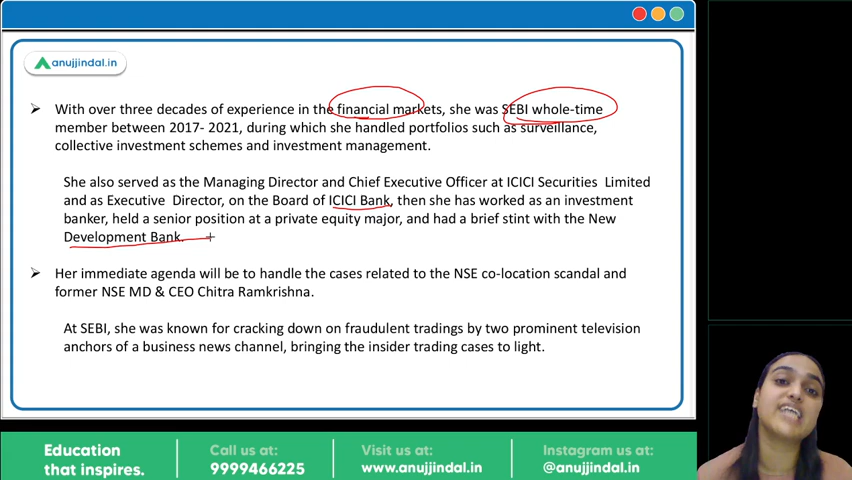 anujjindal.in
With over three decades of experience in the financial markets, she was SEBI whole-time
member between 2017- 2021, during which she handled portfolios such as surveillance,
collective investment schemes and investment management.
She also served as the Managing Director and Chief Executive Officer at ICICI Securities Limited
and as Executive Director, on the Board of ICICI Bank, then she has worked as an investment
banker, held a senior position at a private equity major, and had a brief stint with the New
Development Bank.
Her immediate agenda will be to handle the cases related to the NSE co-location scandal and
former NSE MD & CEO Chitra Ramkrishna.
At SEBI, she was known for cracking down on fraudulent tradings by two prominent television
anchors of a business news channel, bringing the insider trading cases to light.
Education
that inspires.
Call us at:
9999466225
Visit us at:
www.anujjindal.in
Instagram us at:
@anujjindal.in